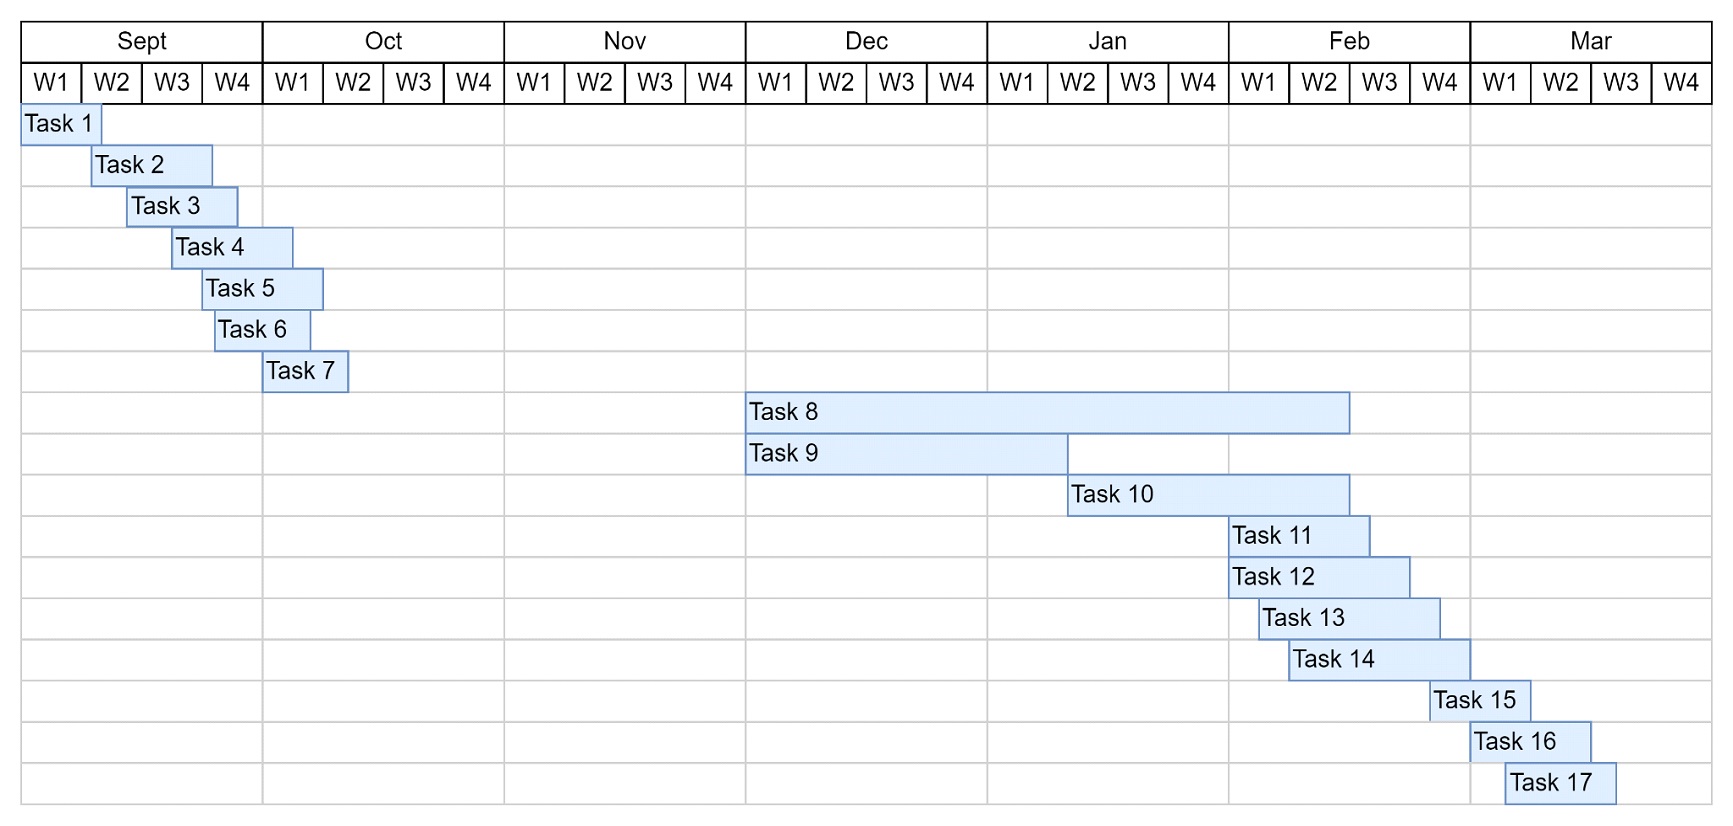 Sept Oct Nov Dec Jan Feb Mar
W1 W2 W3 W4 W1 W2 W3 W4 W1 W2 W3 W4 W1 W2 W3 W4 W1 W2 W3 W4 W1 W2 W3 W4 W1 W2 W3 W4
Task 1
Task 2
Task 3
Task 4
Task 5
Task 6
Task 7
Task 8
Task 9
Task 10
Task 11
Task 12
Task 13
Task 14
Task 15
Task 16
Task 17